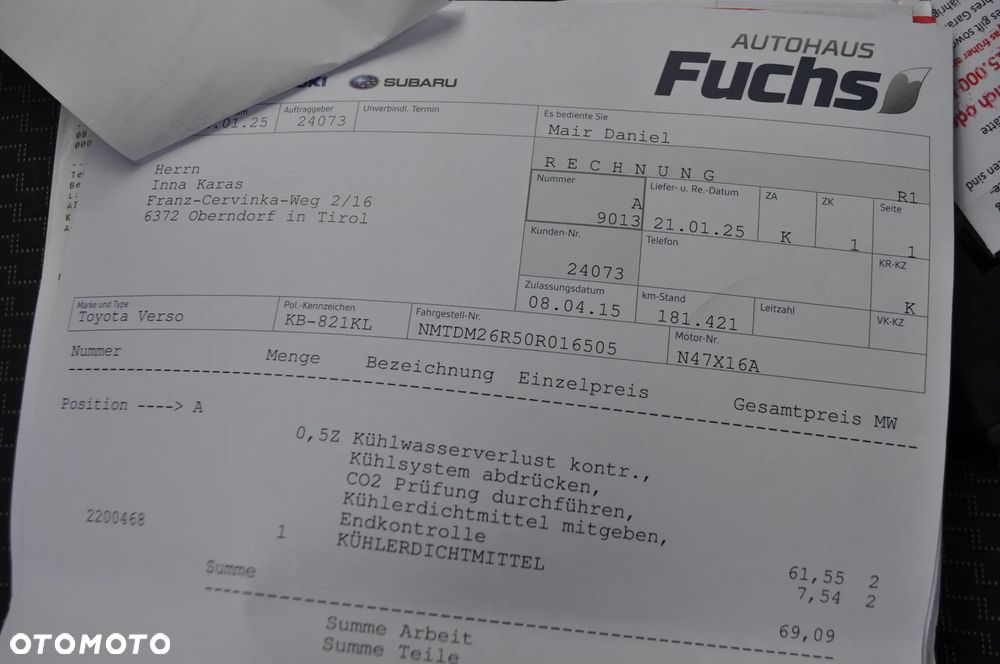 AUTOHAUS
Fuchs
SUBARU
Auftraggeber
Unverbindl. Termin
Es bediente Sie
.01.25
24073
Mair Daniel
RECHNUNG
R1
Herrn
Inna Karas
Franz-Cervinka-Weg 2/16
6372 Oberndorf in Tirol
Nummer
Liefer- u. Re.-Datum
ZA
ZK
Seite
A
9013
21.01.25
K
1
1
Kunden-Nr.
Telefon
KR-KZ
24073
K
Zulassungsdatum
km-Stand
Leitzahl
VK-KZ
08.04.15
181.421
Marke und Type
Pol.-Kennzeichen
Fahrgestell-Nr.
Motor-Nr.
Toyota Verso
KB-821KL
NMTDM26R50R016505
N47X16A
Nummer Menge Bezeichnung Einzelpreis Gesamtpreis MW
Position ----> A
0,5Z Kühlwasserverlust kontr.,
Kühlsystem abdrücken,
CO2 Prüfung durchführen,
Kühlerdichtmittel mitgeben,
Endkontrolle 61,55 2
2200468 1 KÜHLERDICHTMITTEL 7,54 2
Summe 69,09
Summe Arbeit
Summe Teile
OTOMOTO